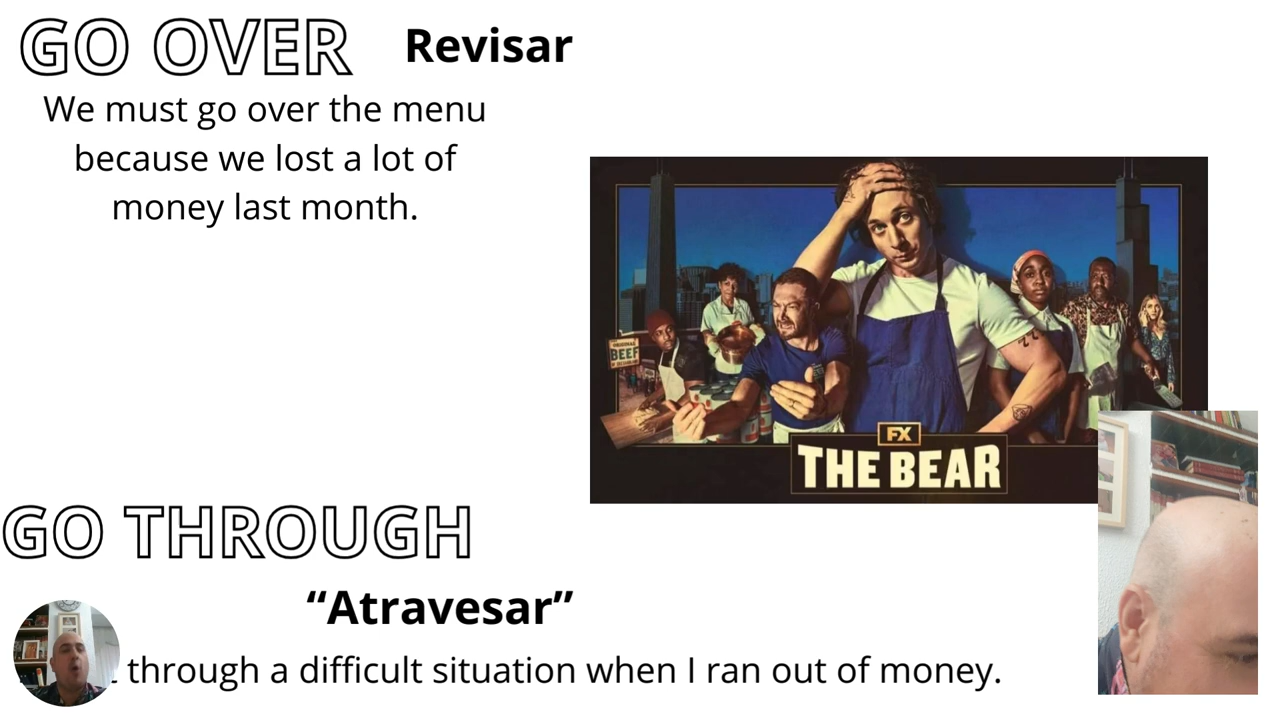 GO OVER Revisar
We must go over the menu
because we lost a lot of
money last month.
ORIGINAL
BEEF
FX
THE BEAR
GO THROUGH
“Atravesar”
through a difficult situation when I ran out of money.